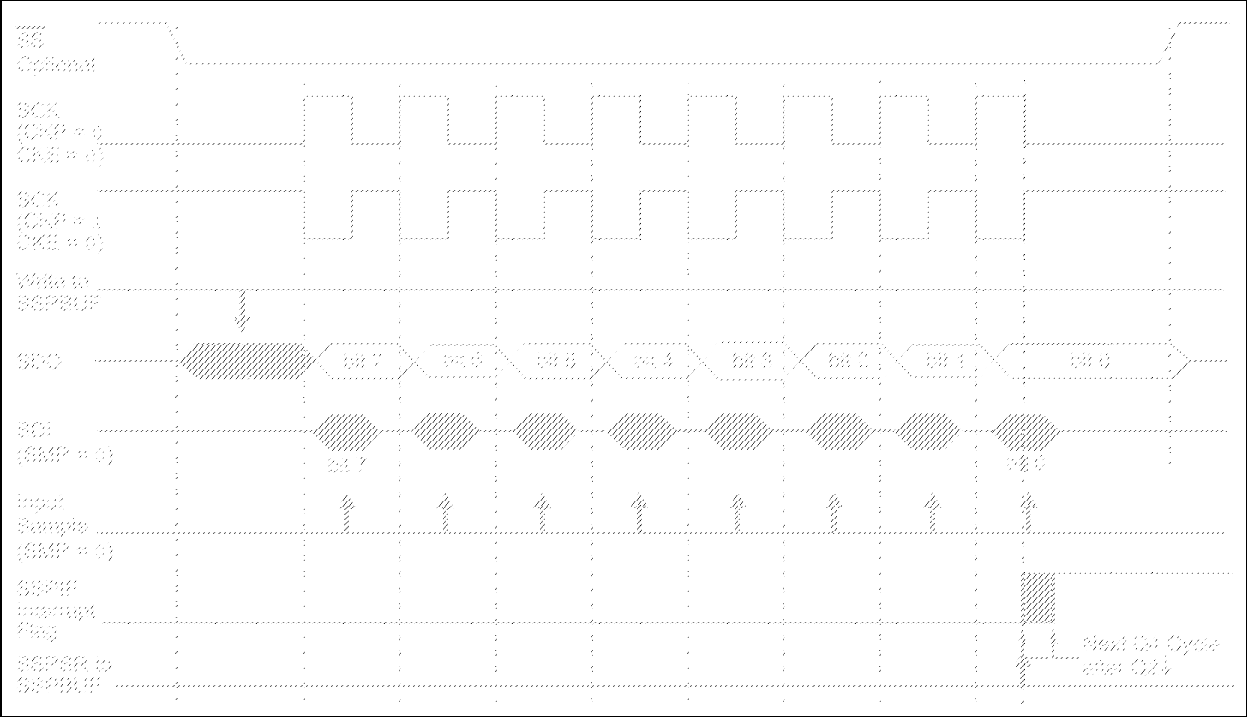 SS
Optional
SCK
(CKP = 0
CKE = 0)
SCK
(CKP = 1
CKE = 0)
Write to
SSPBUF
SDO
bit 7 bit 6 bit 5 bit 4 bit 3 bit 2 bit 1 bit 0
SDI
(SMP = 0)
bit 7 bit 0
Input
Sample
(SMP = 0)
SSPIF
Interrupt
Flag
SSPSR to
SSPBUF
Next Q4 Cycle
after Q2↓